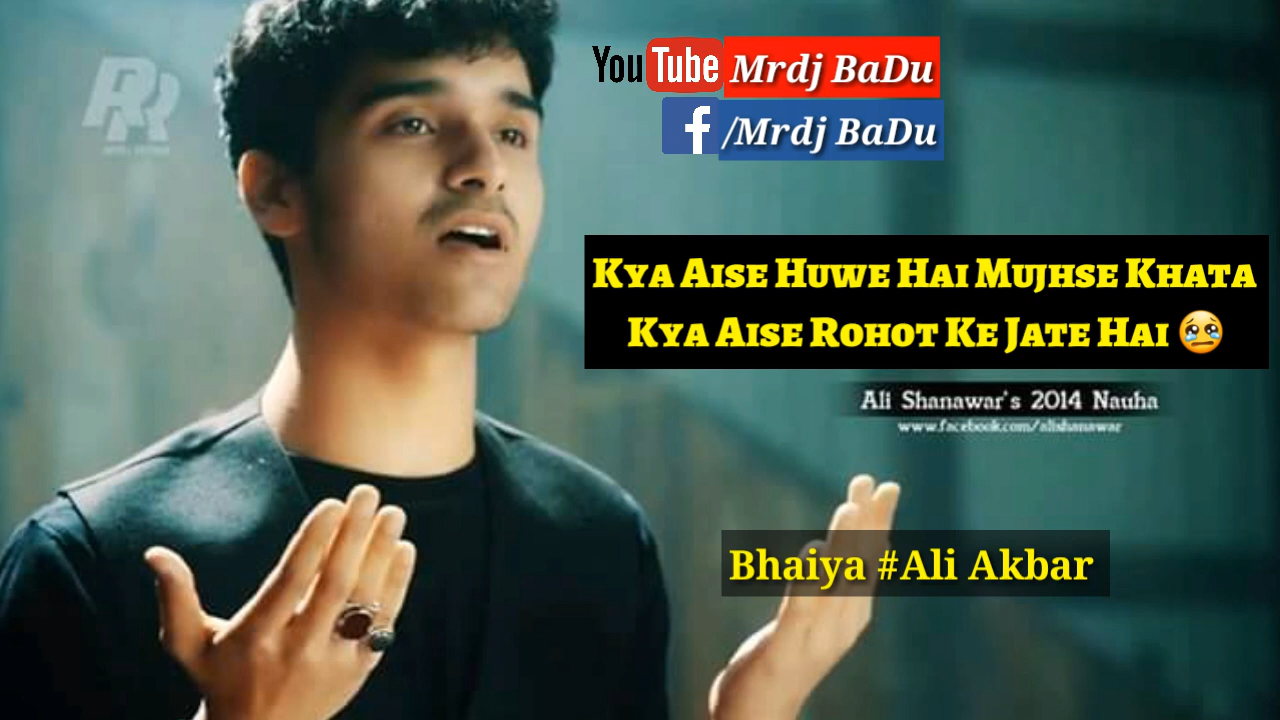 RR
YouTube Mrdj BaDu
f/Mrdj BaDu
Kya Aise Huwe Hai Mujhse Khata
Kya Aise Rohot Ke Jate Hai 😢
Ali Shanawar's 2014 Nauha
www.facebook.com/alishanawar
Bhaiya #Ali Akbar